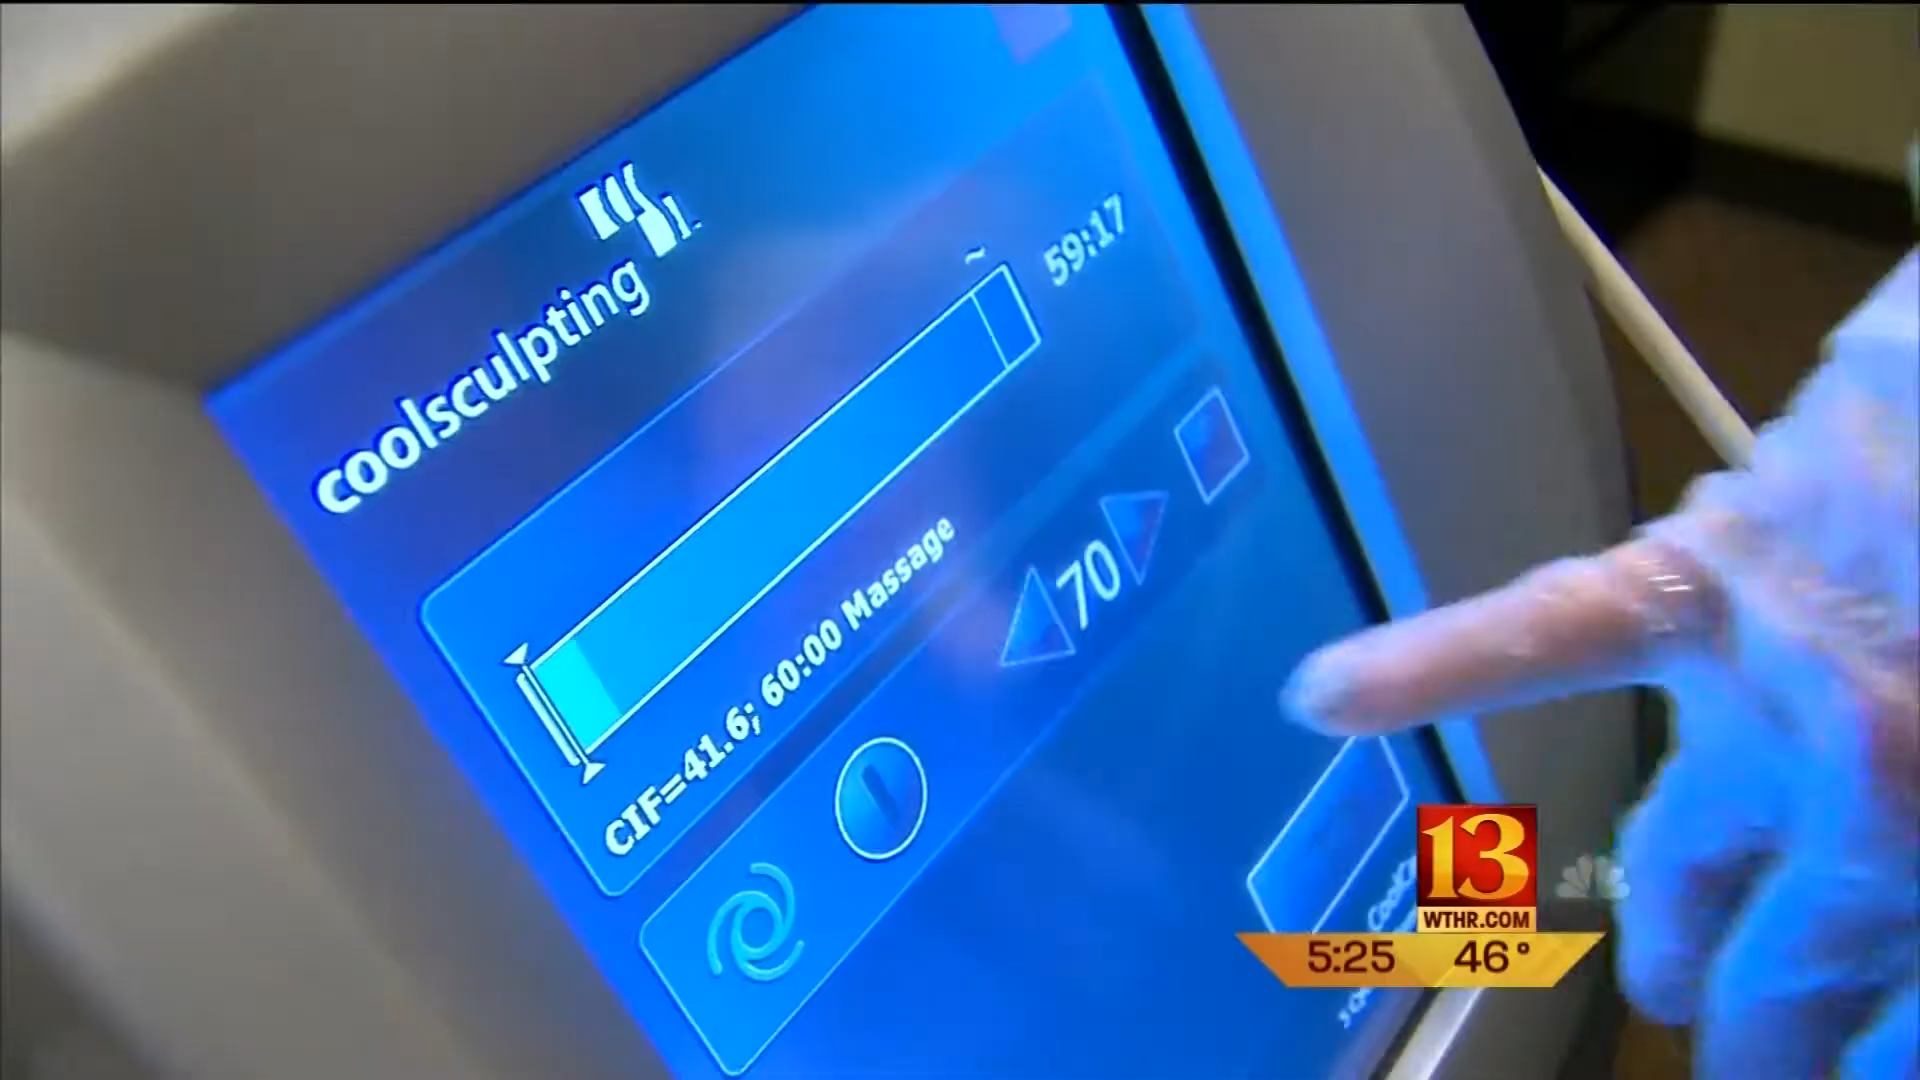 coolsculpting
~
59:17
CIF=41.6; 60:00 Massage
70
13
WTHR.COM
5:25 46°